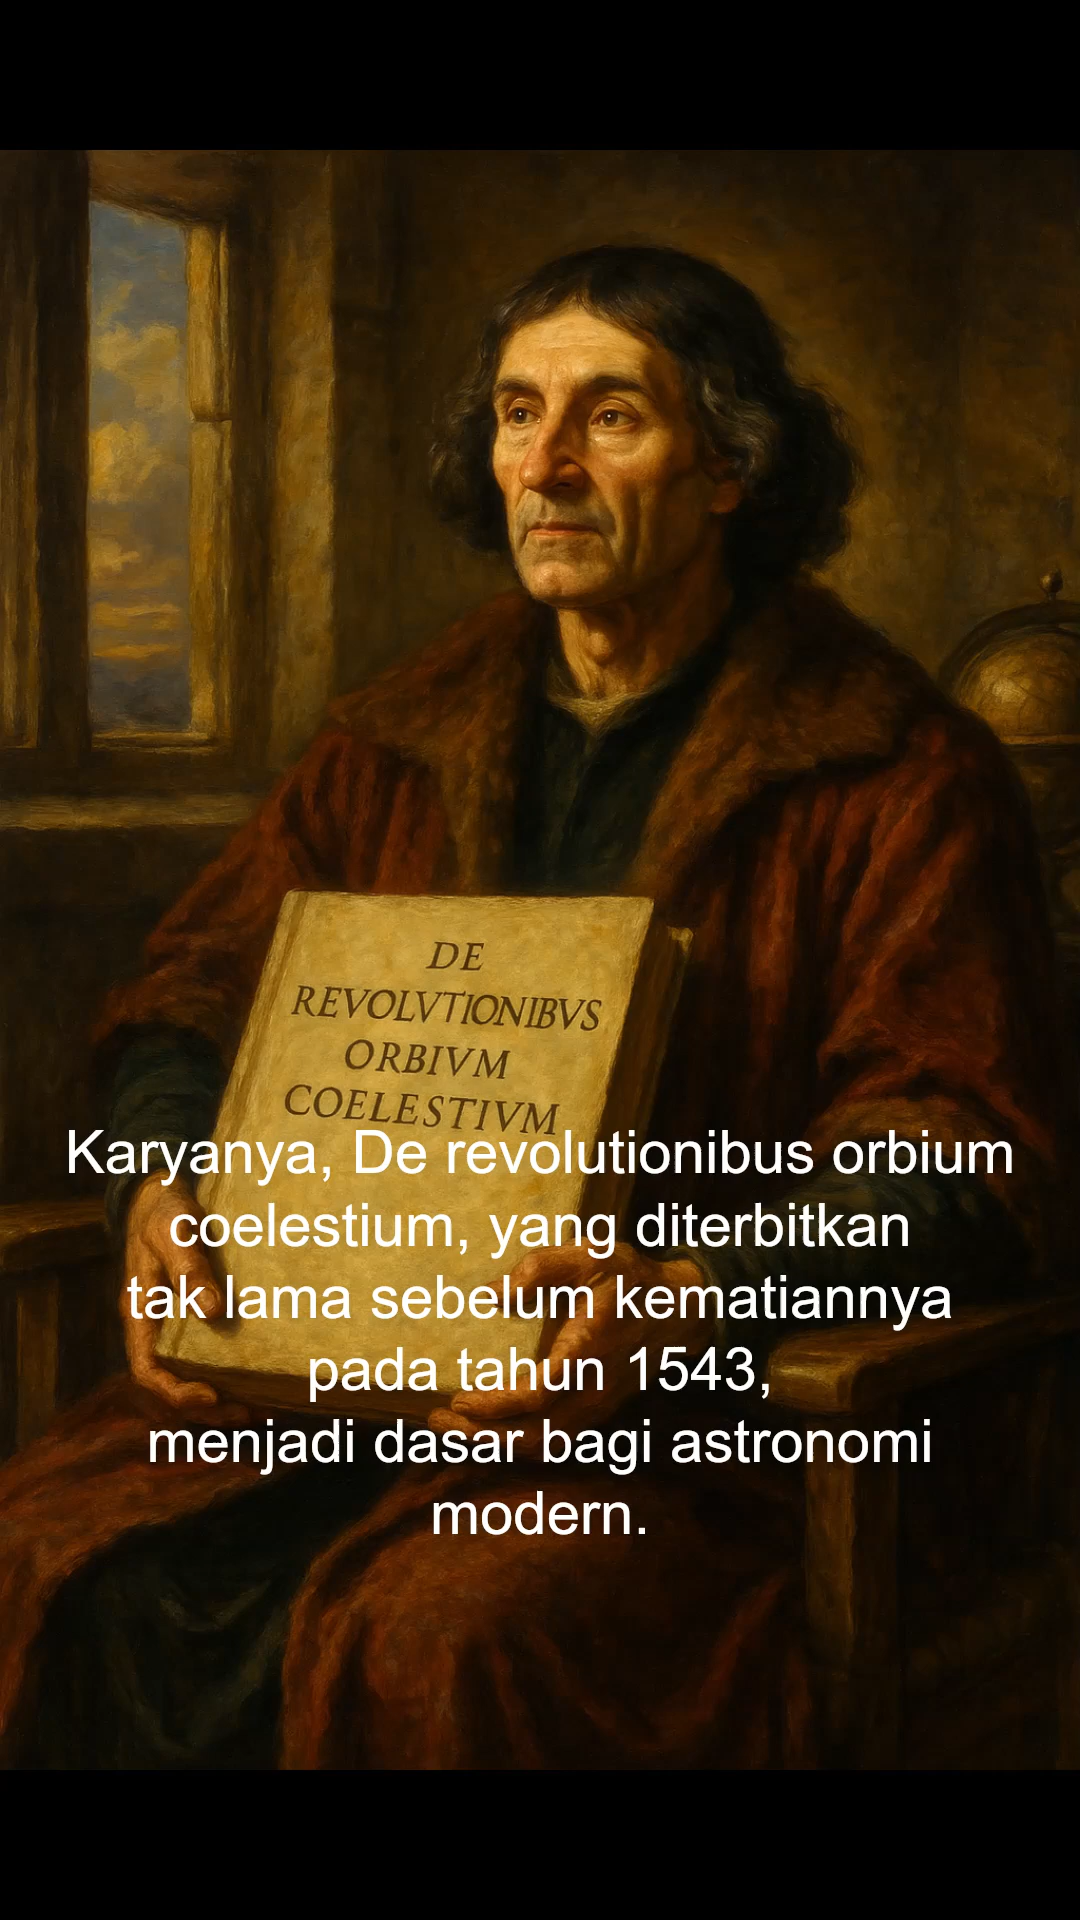 DE
REVOLVTIONIBVS
ORBIVM
COELESTIVM
Karyanya, De revolutionibus orbium
coelestium, yang diterbitkan
tak lama sebelum kematiannya
pada tahun 1543,
menjadi dasar bagi astronomi
modern.